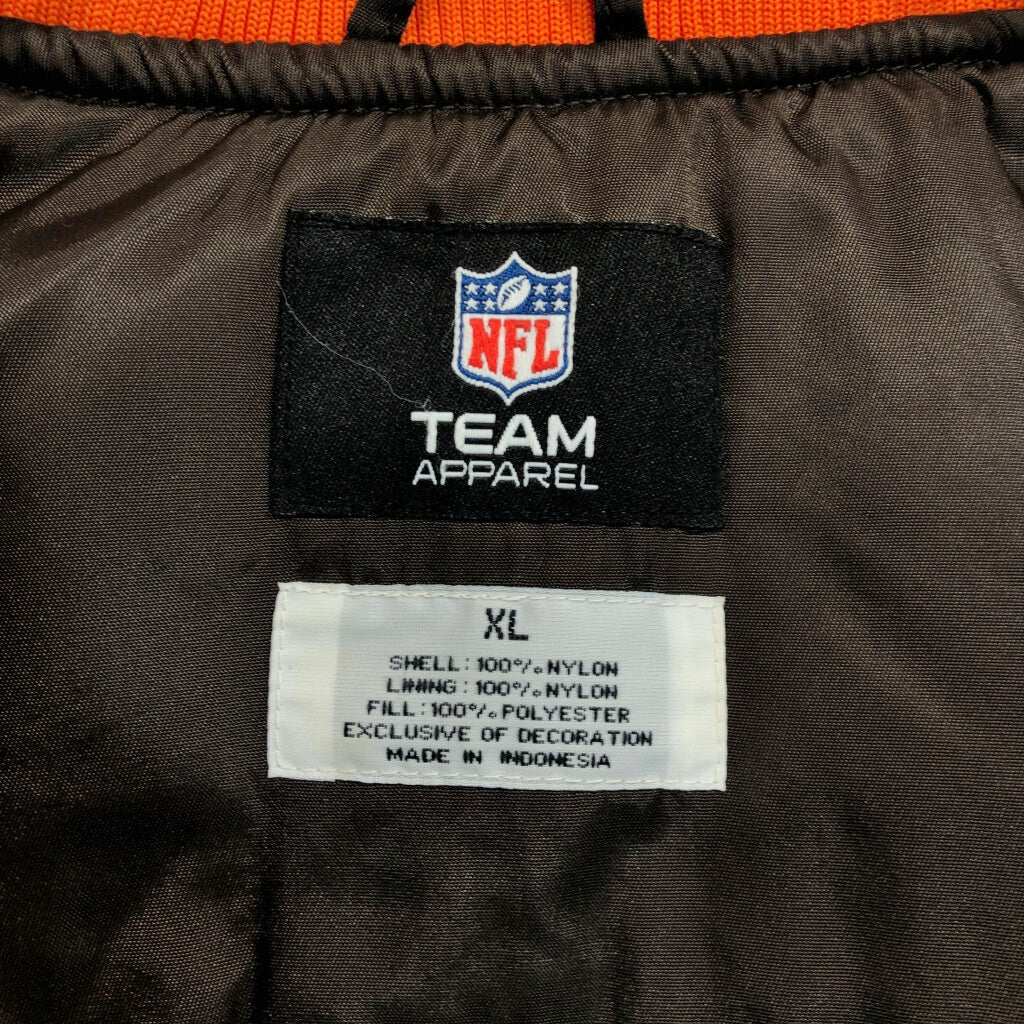 NFL
TEAM
APPAREL
XL
SHELL: 100% NYLON
LINING: 100% NYLON
FILL: 100% POLYESTER
EXCLUSIVE OF DECORATION
MADE IN INDONESIA